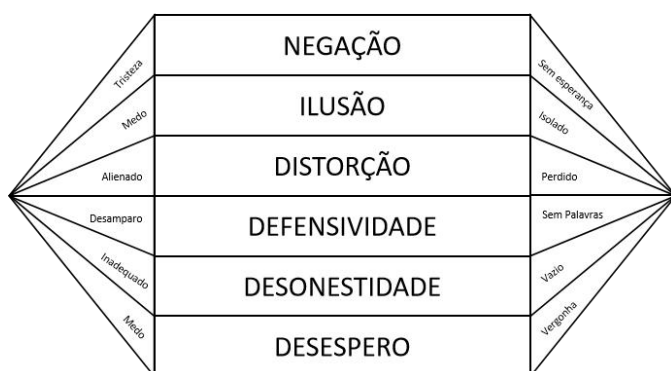 Tristeza
NEGAÇÃO
Sem esperança
Medo
ILUSÃO
Isolado
Alienado
DISTORÇÃO
Perdido
Desamparo
DEFENSIVIDADE
Sem Palavras
Inadequado
DESONESTIDADE
Vazio
Medo
DESESPERO
Vergonha